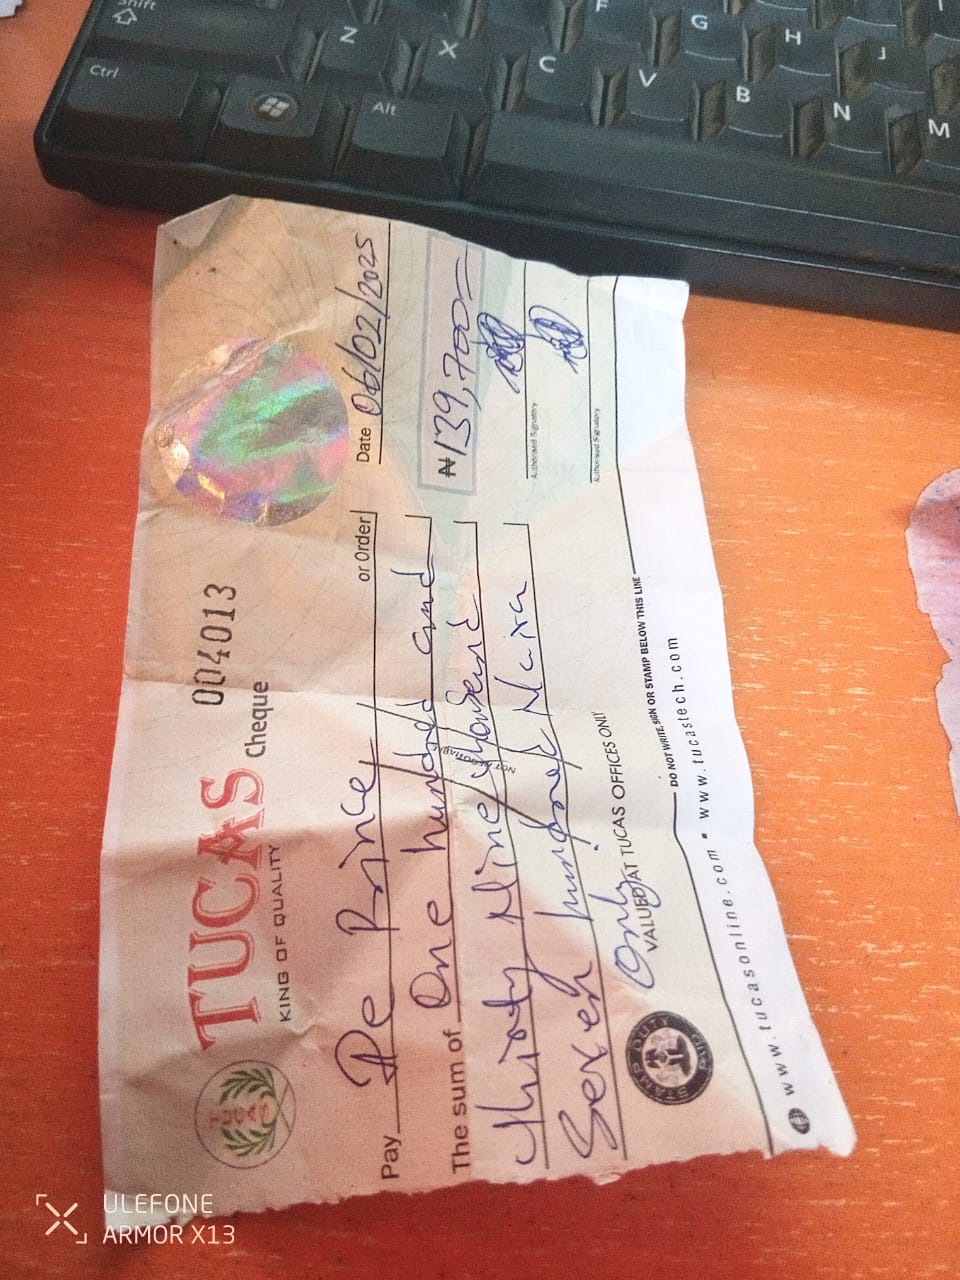 Shift
Z X C V B N M
F G H J
Ctrl Alt
TUCAS
KING OF QUALITY
Cheque
004013
Pay De Prince or Order
Date 06/02/2025
The sum of One hundred and
thirty Nine thousand
Seven hundred Naira
Only
₦139,700=
NOT NEGOTIABLE
Authorised Signatory
Authorised Signatory
VALUED AT TUCAS OFFICES ONLY
STAMP DUTY
DO NOT WRITE, SIGN OR STAMP BELOW THIS LINE
www.tucasonline.com • www.tucastech.com
ULEFONE
ARMOR X13